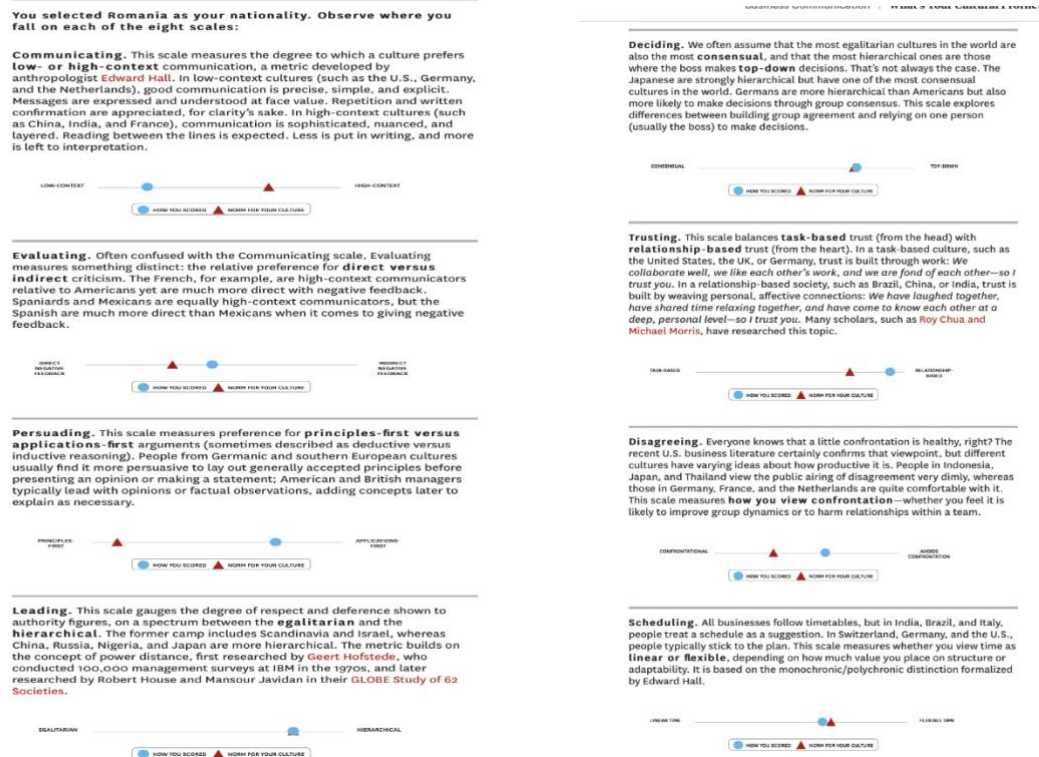 You selected Romania as your nationality. Observe where you
fall on each of the eight scales:
Communicating. This scale measures the degree to which a culture prefers
low- or high-context communication, a metric developed by
anthropologist Edward Hall. In low-context cultures (such as the U.S., Germany,
and the Netherlands), good communication is precise, simple, and explicit.
Messages are expressed and understood at face value. Repetition and written
confirmation are appreciated, for clarity's sake. In high-context cultures (such
as China, India, and France), communication is sophisticated, nuanced, and
layered. Reading between the lines is expected. Less is put in writing, and more
is left to interpretation.
LOW-CONTEXT HIGH-CONTEXT
HOW YOU SCORED NORM FOR YOUR CULTURE
Evaluating. Often confused with the Communicating scale, Evaluating
measures something distinct: the relative preference for direct versus
indirect criticism. The French, for example, are high-context communicators
relative to Americans yet are much more direct with negative feedback.
Spaniards and Mexicans are equally high-context communicators, but the
Spanish are much more direct than Mexicans when it comes to giving negative
feedback.
DIRECT
NEGATIVE
FEEDBACK
INDIRECT
NEGATIVE
FEEDBACK
HOW YOU SCORED NORM FOR YOUR CULTURE
Persuading. This scale measures preference for principles-first versus
applications-first arguments (sometimes described as deductive versus
inductive reasoning). People from Germanic and southern European cultures
usually find it more persuasive to lay out generally accepted principles before
presenting an opinion or making a statement; American and British managers
typically lead with opinions or factual observations, adding concepts later to
explain as necessary.
PRINCIPLES-
FIRST
APPLICATIONS-
FIRST
HOW YOU SCORED NORM FOR YOUR CULTURE
Leading. This scale gauges the degree of respect and deference shown to
authority figures, on a spectrum between the egalitarian and the
hierarchical. The former camp includes Scandinavia and Israel, whereas
China, Russia, Nigeria, and Japan are more hierarchical. The metric builds on
the concept of power distance, first researched by Geert Hofstede, who
conducted 100,000 management surveys at IBM in the 1970s, and later
researched by Robert House and Mansour Javidan in their GLOBE Study of 62
Societies.
EGALITARIAN HIERARCHICAL
HOW YOU SCORED NORM FOR YOUR CULTURE
Business Communication | What's Your Cultural Profile
Deciding. We often assume that the most egalitarian cultures in the world are
also the most consensual, and that the most hierarchical ones are those
where the boss makes top-down decisions. That's not always the case. The
Japanese are strongly hierarchical but have one of the most consensual
cultures in the world. Germans are more hierarchical than Americans but also
more likely to make decisions through group consensus. This scale explores
differences between building group agreement and relying on one person
(usually the boss) to make decisions.
CONSENSUAL TOP-DOWN
HOW YOU SCORED NORM FOR YOUR CULTURE
Trusting. This scale balances task-based trust (from the head) with
relationship-based trust (from the heart). In a task-based culture, such as
the United States, the UK, or Germany, trust is built through work: We
collaborate well, we like each other's work, and we are fond of each other—so I
trust you. In a relationship-based society, such as Brazil, China, or India, trust is
built by weaving personal, affective connections: We have laughed together,
have shared time relaxing together, and have come to know each other at a
deep, personal level—so I trust you. Many scholars, such as Roy Chua and
Michael Morris, have researched this topic.
TASK-BASED RELATIONSHIP-
BASED
HOW YOU SCORED NORM FOR YOUR CULTURE
Disagreeing. Everyone knows that a little confrontation is healthy, right? The
recent U.S. business literature certainly confirms that viewpoint, but different
cultures have varying ideas about how productive it is. People in Indonesia,
Japan, and Thailand view the public airing of disagreement very dimly, whereas
those in Germany, France, and the Netherlands are quite comfortable with it.
This scale measures how you view confrontation—whether you feel it is
likely to improve group dynamics or to harm relationships within a team.
CONFRONTATIONAL AVOIDS
CONFRONTATION
HOW YOU SCORED NORM FOR YOUR CULTURE
Scheduling. All businesses follow timetables, but in India, Brazil, and Italy,
people treat a schedule as a suggestion. In Switzerland, Germany, and the U.S.,
people typically stick to the plan. This scale measures whether you view time as
linear or flexible, depending on how much value you place on structure or
adaptability. It is based on the monochronic/polychronic distinction formalized
by Edward Hall.
LINEAR TIME FLEXIBLE TIME
HOW YOU SCORED NORM FOR YOUR CULTURE